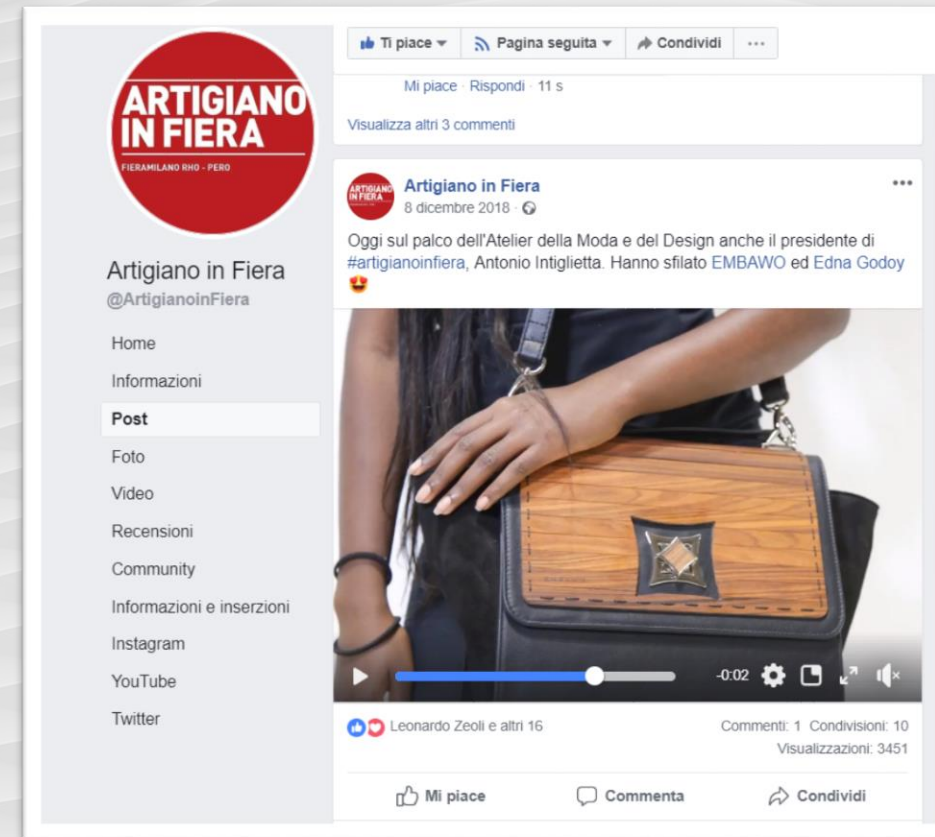 ARTIGIANO
IN FIERA
FIERAMILANO RHO - PERO
Artigiano in Fiera
@ArtigianoinFiera
Home
Informazioni
Post
Foto
Video
Recensioni
Community
Informazioni e inserzioni
Instagram
YouTube
Twitter
Ti piace
Pagina seguita
Condividi
Mi piace · Rispondi · 11 s
Visualizza altri 3 commenti
ARTIGIANO
IN FIERA
Artigiano in Fiera
8 dicembre 2018 ·
Oggi sul palco dell'Atelier della Moda e del Design anche il presidente di
#artigianoinfiera, Antonio Intiglietta. Hanno sfilato EMBAWO ed Edna Godoy
-0:02
Leonardo Zeoli e altri 16
Commenti: 1 Condivisioni: 10
Visualizzazioni: 3451
Mi piace
Commenta
Condividi